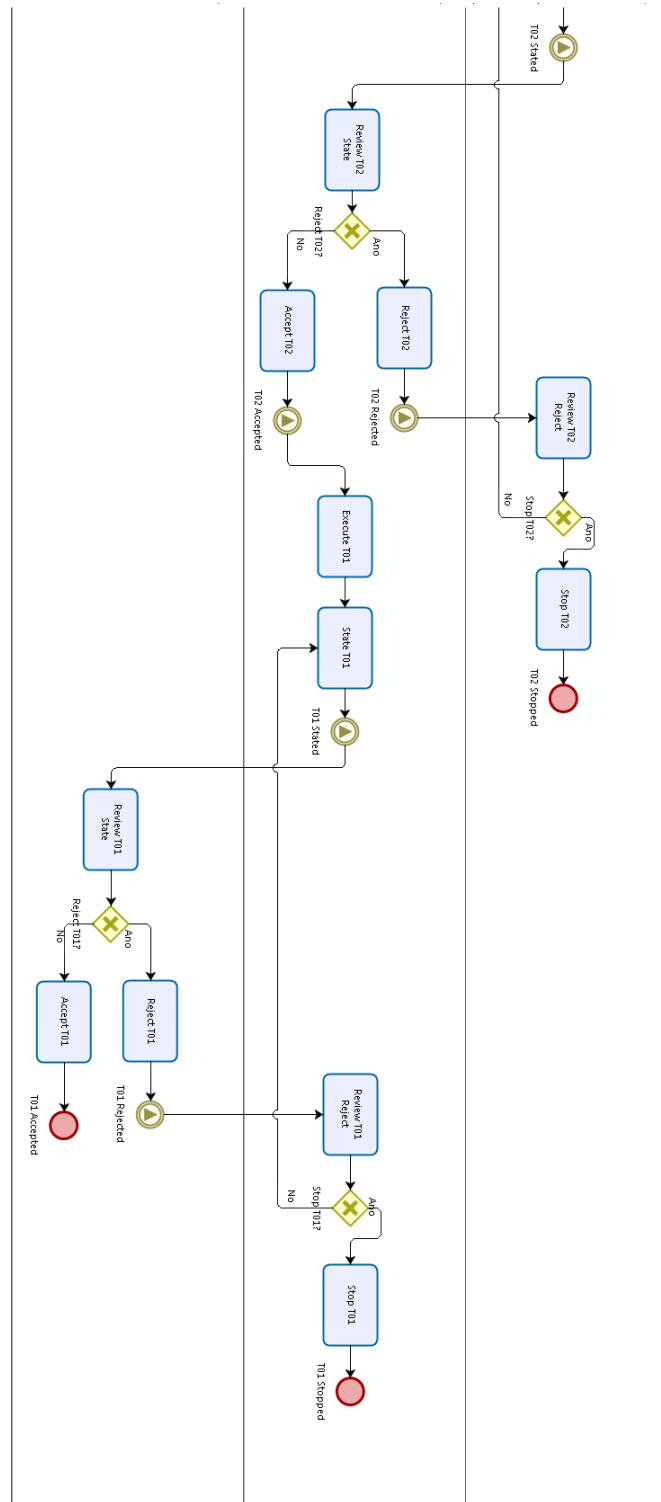 T02 Stated
Review T02
State
Reject T02?
Ano
No
Reject T02
Accept T02
T02 Rejected
T02 Accepted
Review T02
Reject
Stop T02?
Ano
No
Stop T02
T02 Stopped
Execute T01
State T01
T01 Stated
Review T01
State
Reject T01?
Ano
No
Reject T01
Accept T01
T01 Rejected
T01 Accepted
Review T01
Reject
Stop T01?
Ano
No
Stop T01
T01 Stopped